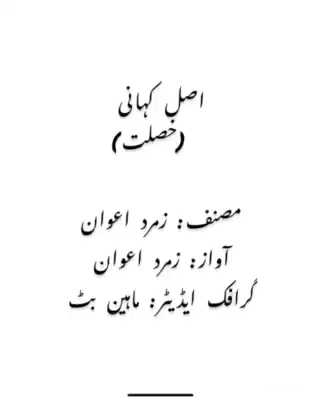 اصل کہانی
(خصلت)
مصنف: زمرد اعوان
آواز: زمرد اعوان
گرافک ایڈیٹر: ماہین بٹ